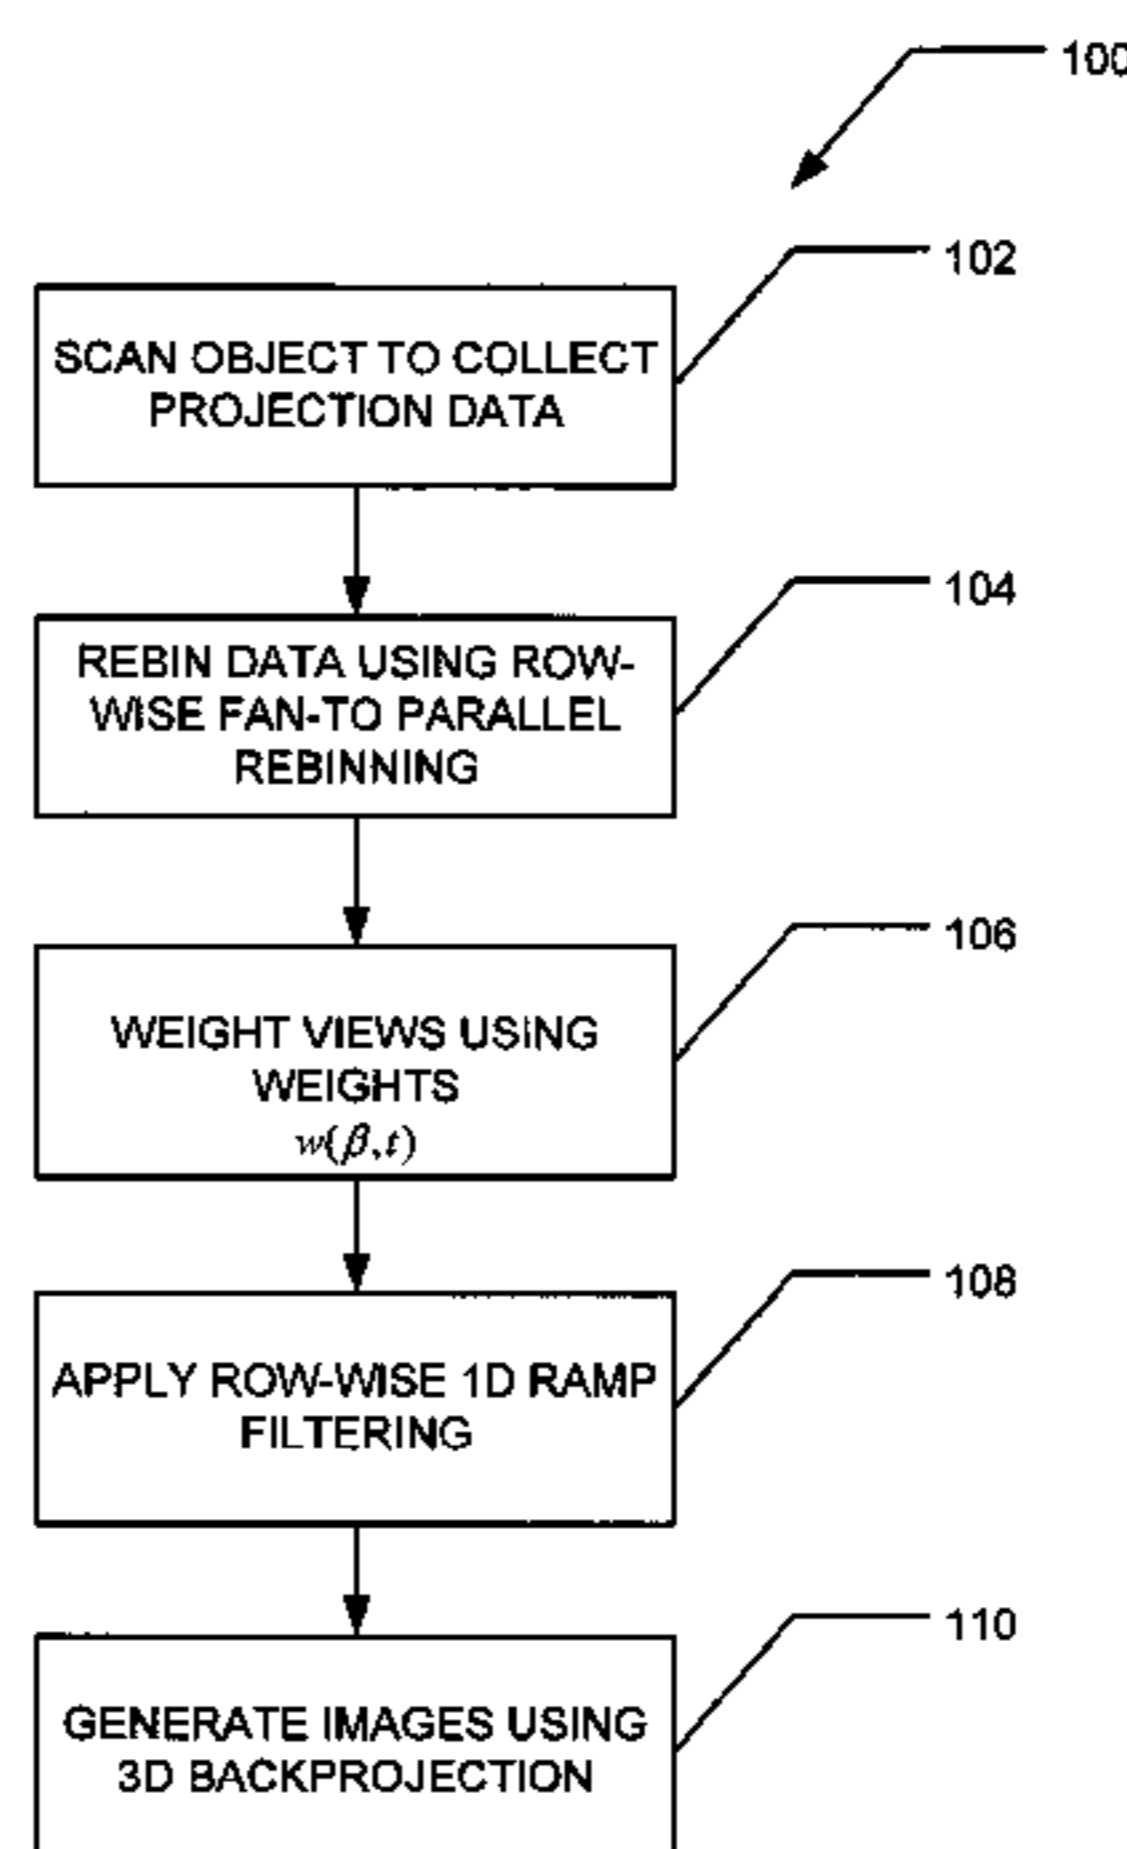 100
102
SCAN OBJECT TO COLLECT
PROJECTION DATA
104
REBIN DATA USING ROW-
WISE FAN-TO PARALLEL
REBINNING
106
WEIGHT VIEWS USING
WEIGHTS
w(β,t)
108
APPLY ROW-WISE 1D RAMP
FILTERING
110
GENERATE IMAGES USING
3D BACKPROJECTION